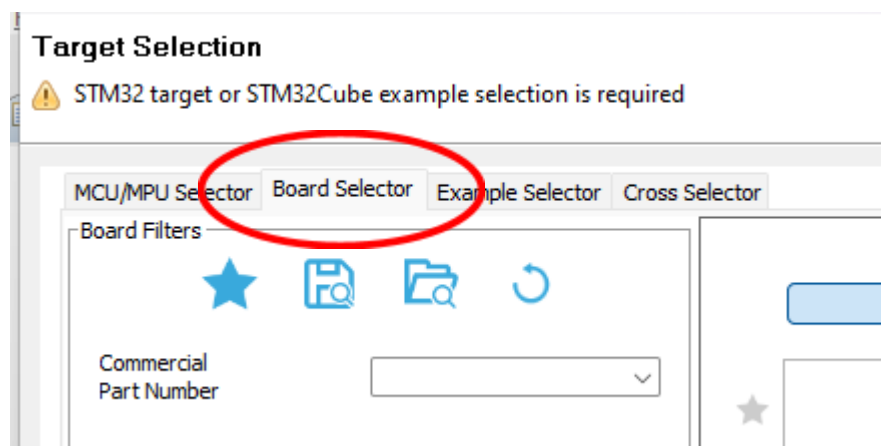 Target Selection
STM32 target or STM32Cube example selection is required
MCU/MPU Selector Board Selector Example Selector Cross Selector
Board Filters
Commercial
Part Number